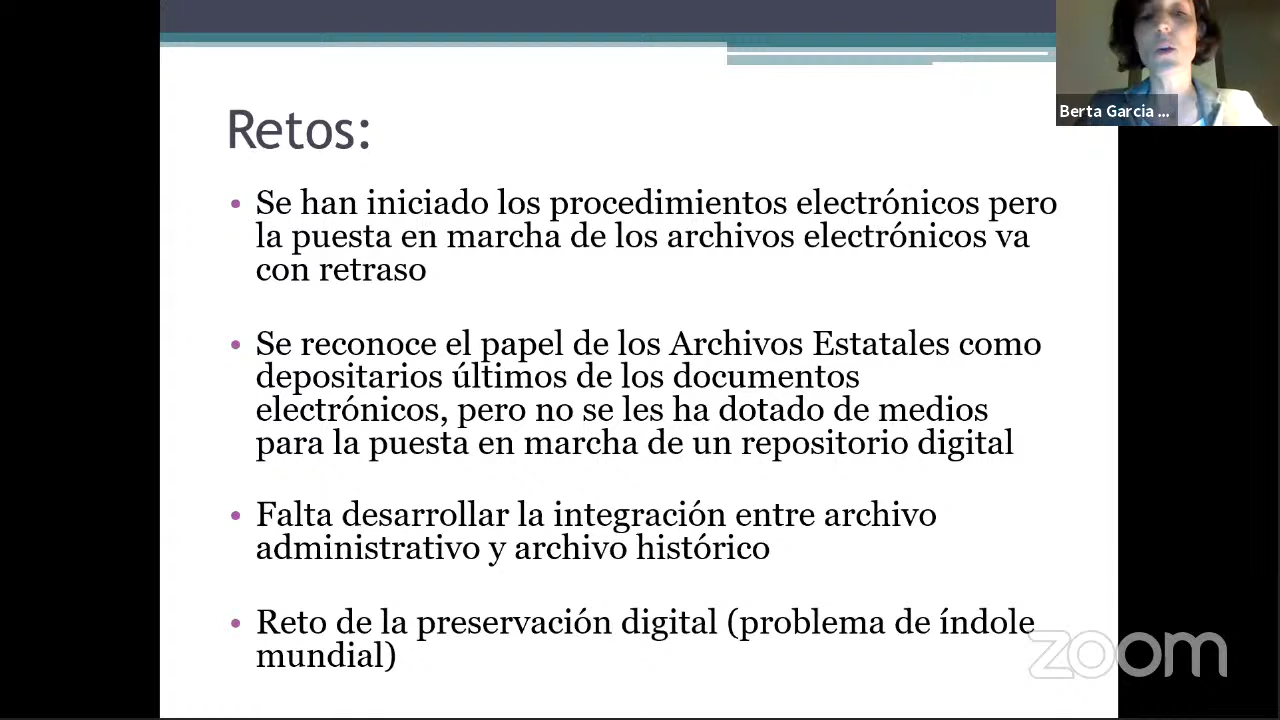 Berta Garcia ...
Retos:
• Se han iniciado los procedimientos electrónicos pero
la puesta en marcha de los archivos electrónicos va
con retraso
• Se reconoce el papel de los Archivos Estatales como
depositarios últimos de los documentos
electrónicos, pero no se les ha dotado de medios
para la puesta en marcha de un repositorio digital
• Falta desarrollar la integración entre archivo
administrativo y archivo histórico
• Reto de la preservación digital (problema de índole
mundial)
zoom